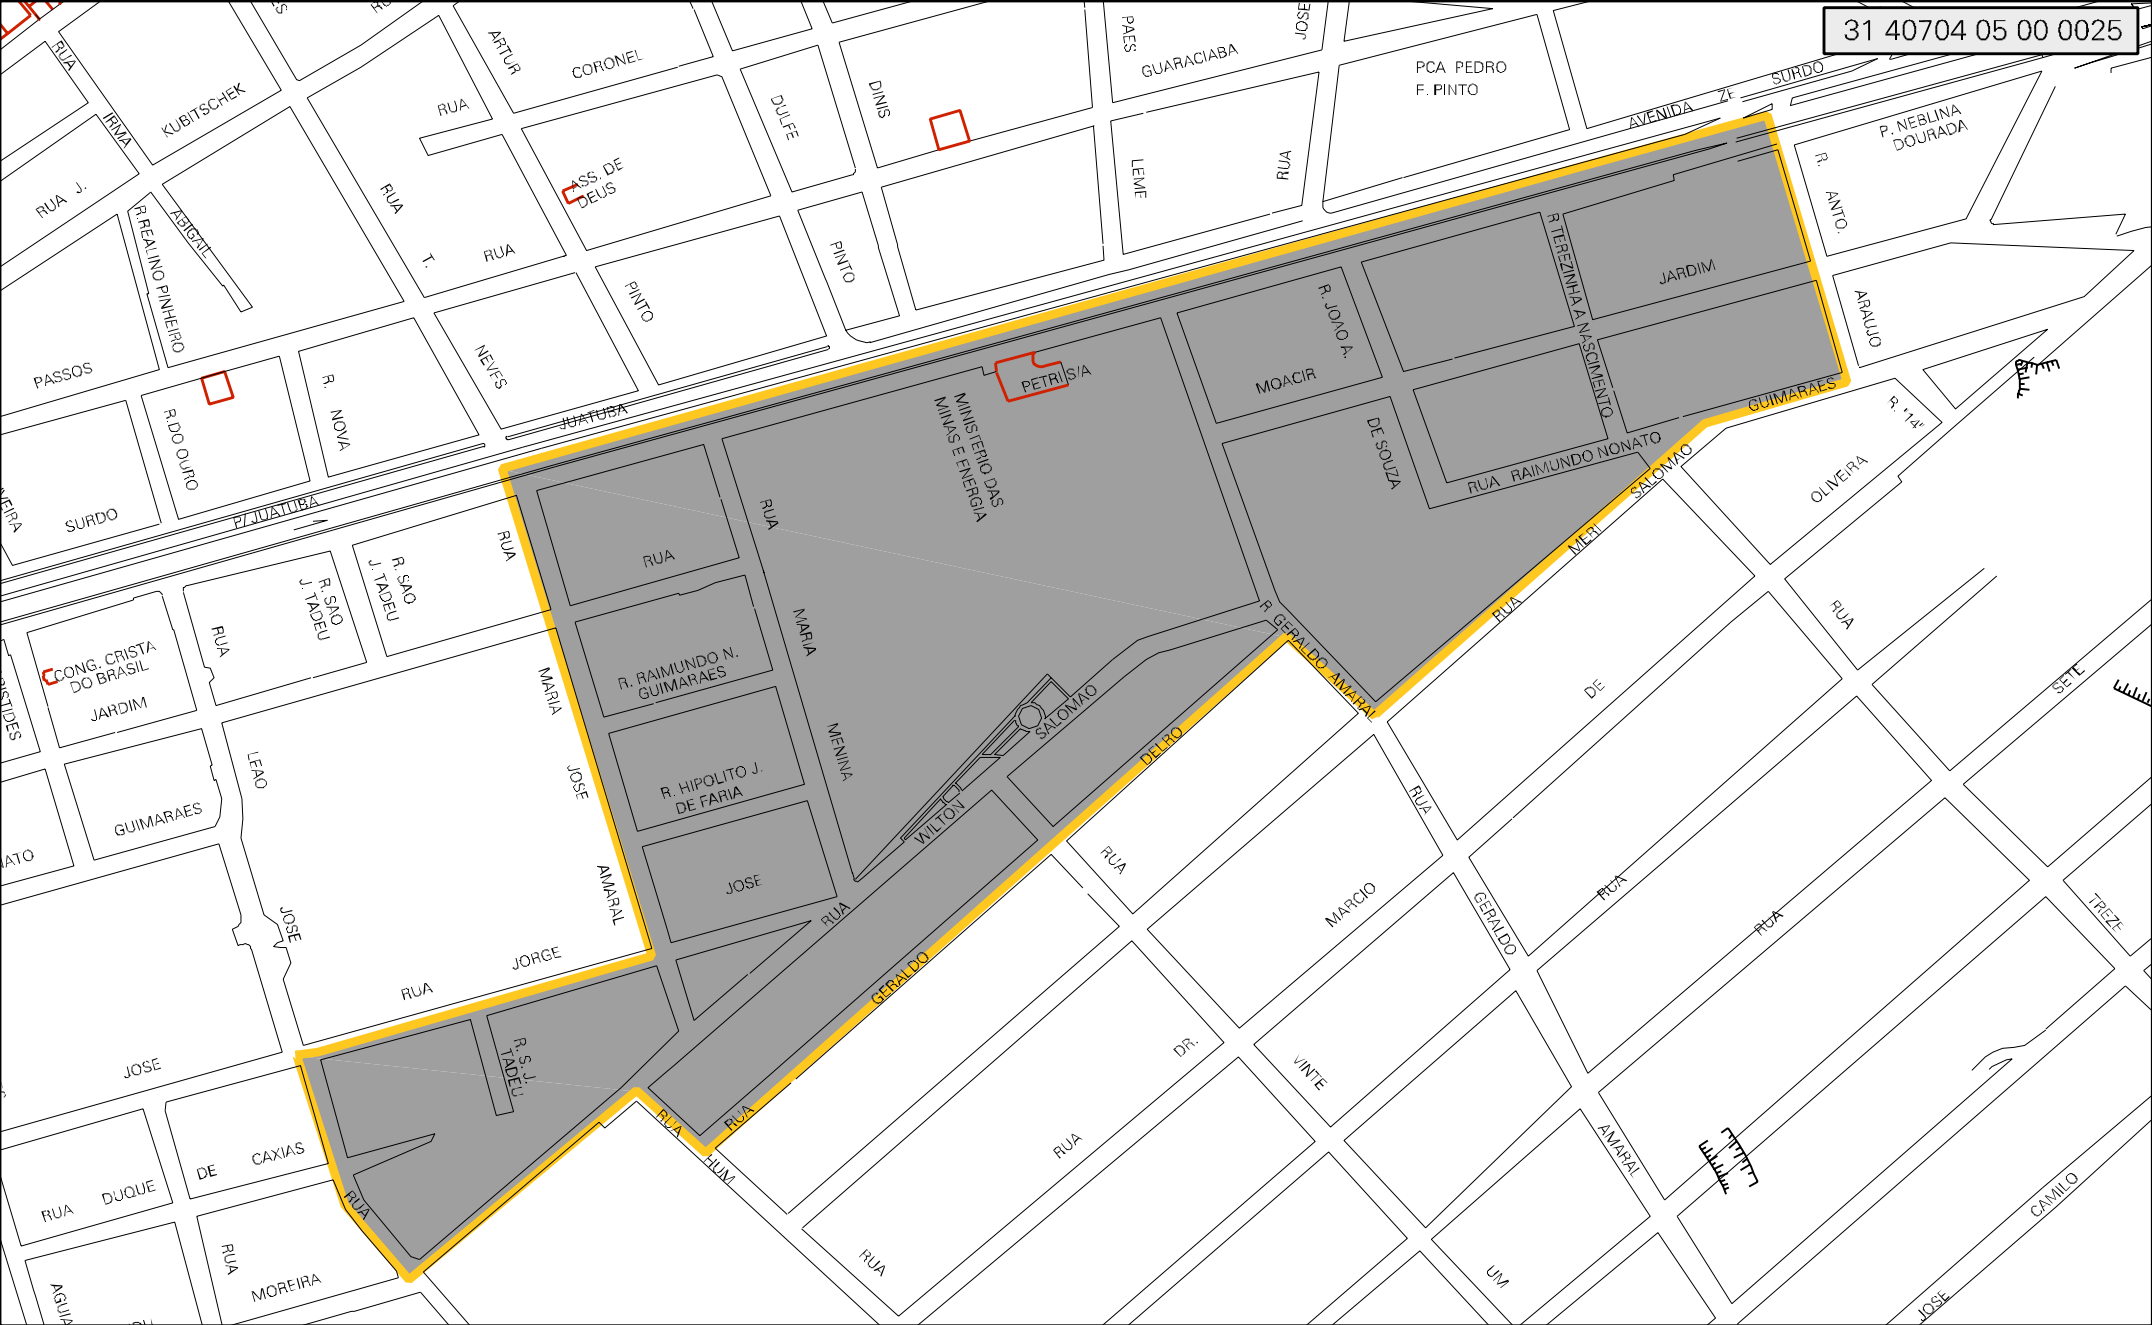 31 40704 05 00 0025
RUA
KUBITSCHEK
IRMA
RUA J.
ABIGAIL
R.REALINO PINHEIRO
PASSOS
ARTUR
CORONEL
RUA
RUA
T.
RUA
NEVES
ASS. DE
DEUS
PINTO
DULFE
PINTO
DINIS
PAES
LEME
GUARACIABA
JOSE
RUA
PCA PEDRO
F. PINTO
AVENIDA
ZE
SURDO
P. NEBLINA
DOURADA
R.
ANTO.
ARAUJO
R TEREZINHA A NASCIMENTO
JARDIM
R. JOAO A.
DE SOUZA
MOACIR
RUA RAIMUNDO NONATO
GUIMARAES
SALOMAO
MERI
RUA
R. "14"
OLIVEIRA
R.DO OURO
R.
NOVA
SURDO
P/JUATUBA
JUATUBA
PETRI S/A
MINISTERIO DAS
MINAS E ENERGIA
RUA
MARIA
JOSE
AMARAL
RUA
RUA
MARIA
MENINA
R. RAIMUNDO N.
GUIMARAES
R. HIPOLITO J.
DE FARIA
JOSE
R. SAO
J. TADEU
R. SAO
J. TADEU
RUA
LEAO
JOSE
CONG. CRISTA
DO BRASIL
JARDIM
GUIMARAES
RUA
JORGE
JOSE
R. S. J.
TADEU
RUA
WILTON
SALOMAO
R GERALDO AMARAL
RUA
GERALDO
DELRO
RUA
HUM
RUA
DUQUE
DE
CAXIAS
RUA
RUA
MOREIRA
RUA
VINTE
UM
RUA
DR.
MARCIO
DE
RUA
GERALDO
AMARAL
RUA
RUA
RUA
SETE
TREZE
RUA
JOSE
CAMILO